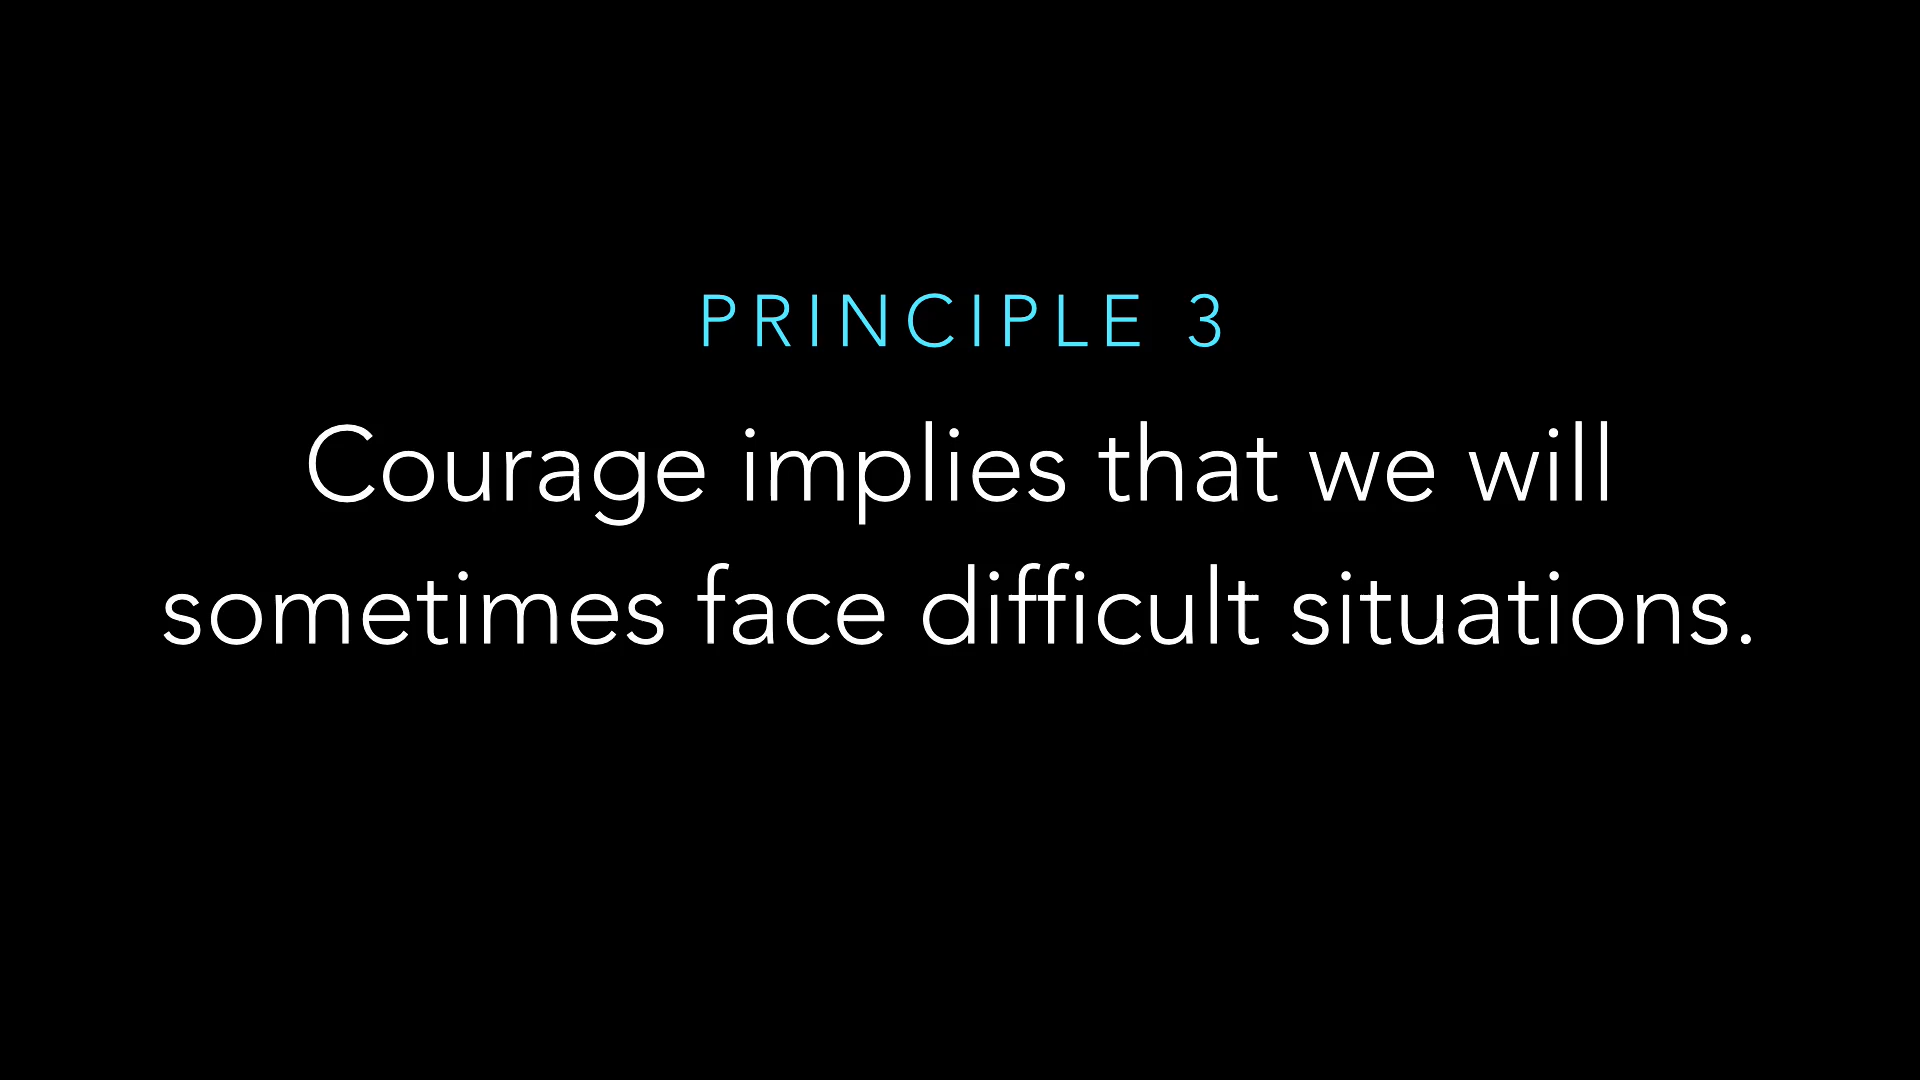 PRINCIPLE 3
Courage implies that we will
sometimes face difficult situations.